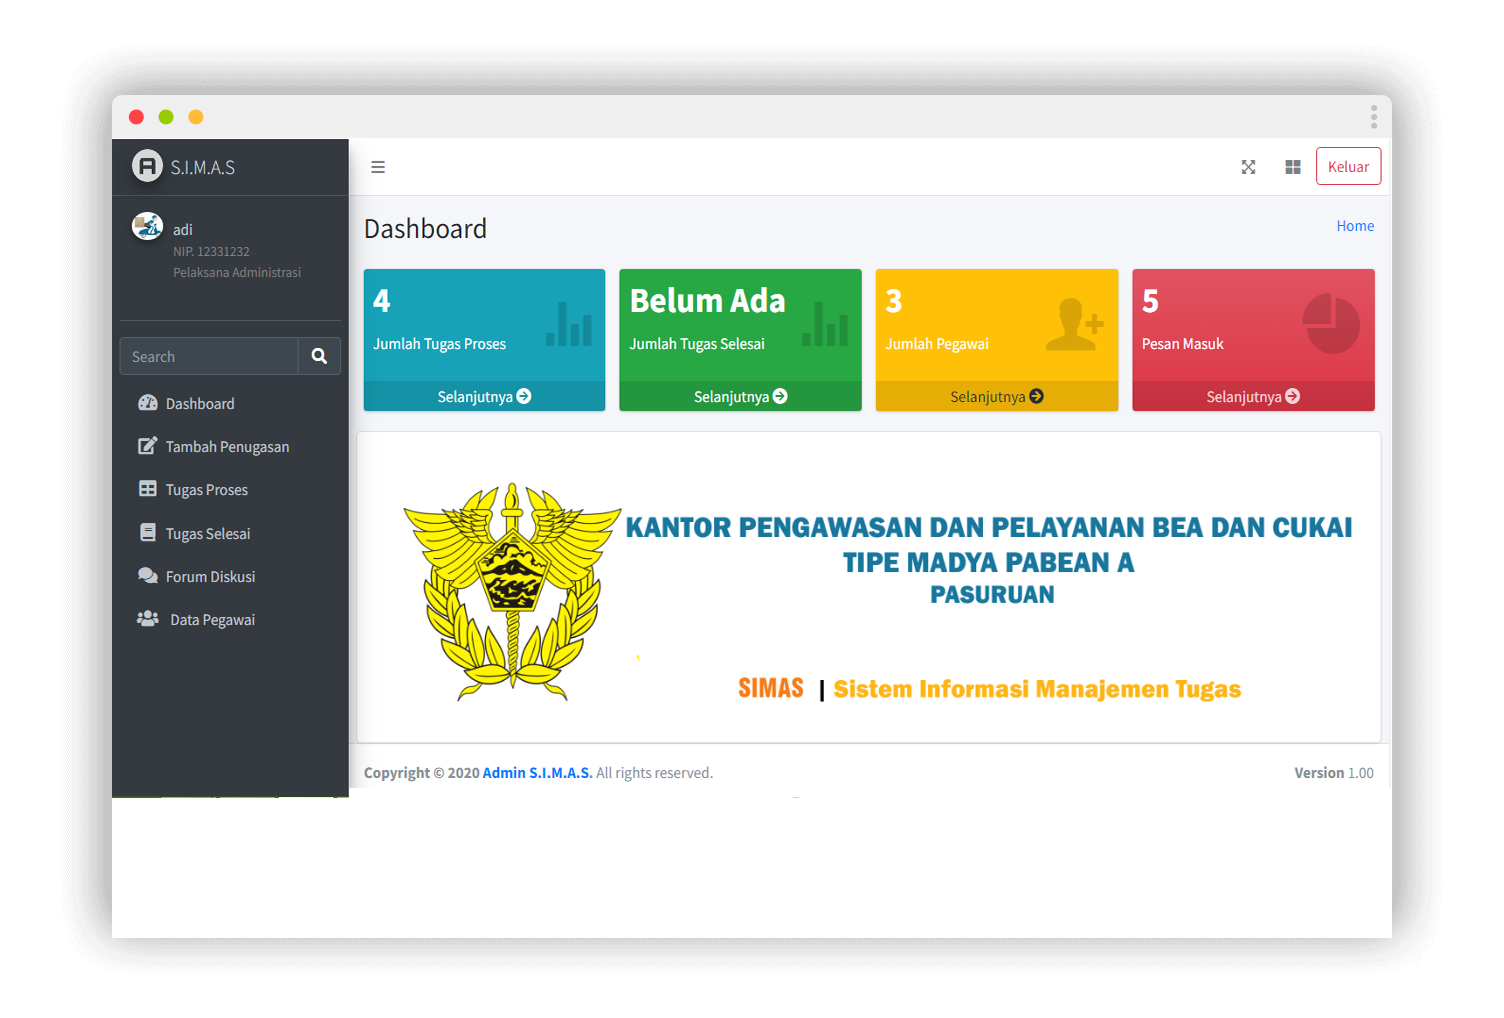 S.I.M.A.S
Keluar
adi
NIP. 12331232
Pelaksana Administrasi
Search
Dashboard
Tambah Penugasan
Tugas Proses
Tugas Selesai
Forum Diskusi
Data Pegawai
Dashboard
Home
4
Jumlah Tugas Proses
Selanjutnya
Belum Ada
Jumlah Tugas Selesai
Selanjutnya
3
Jumlah Pegawai
Selanjutnya
5
Pesan Masuk
Selanjutnya
KANTOR PENGAWASAN DAN PELAYANAN BEA DAN CUKAI
TIPE MADYA PABEAN A
PASURUAN
SIMAS | Sistem Informasi Manajemen Tugas
Copyright © 2020 Admin S.I.M.A.S. All rights reserved.
Version 1.00